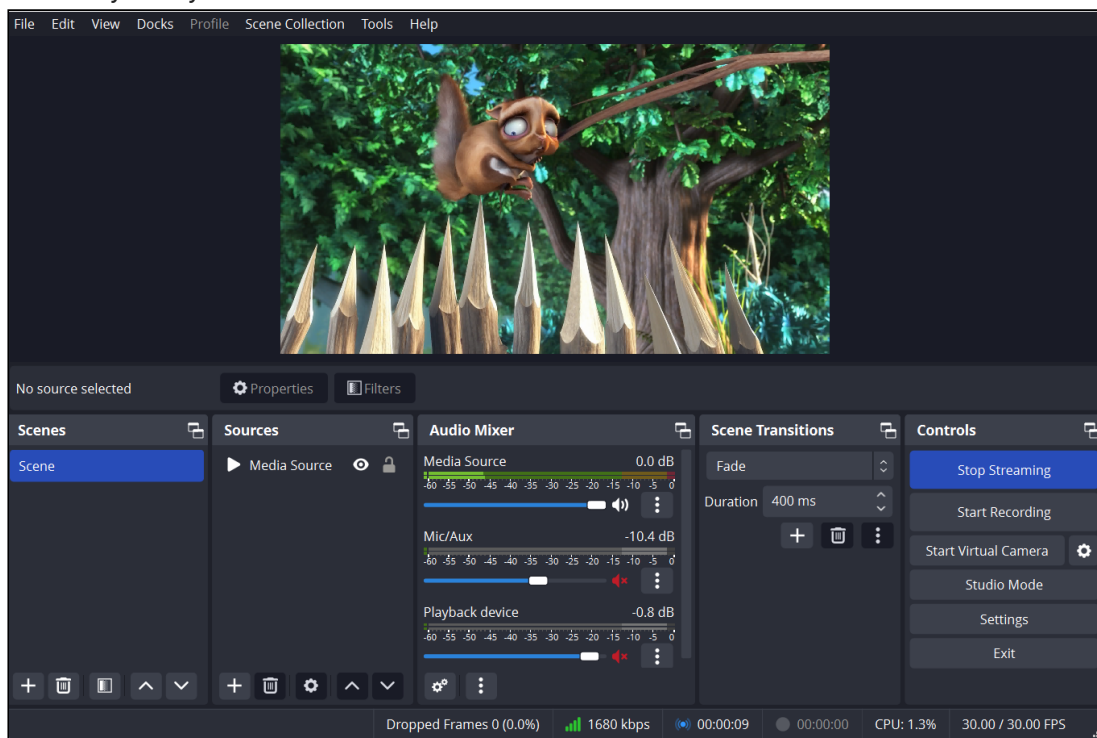 File Edit View Docks Profile Scene Collection Tools Help
No source selected
Properties
Filters
Scenes
Scene
Sources
Media Source
Audio Mixer
Media Source 0.0 dB
-60 -55 -50 -45 -40 -35 -30 -25 -20 -15 -10 -5 0
Mic/Aux -10.4 dB
-60 -55 -50 -45 -40 -35 -30 -25 -20 -15 -10 -5 0
Playback device -0.8 dB
-60 -55 -50 -45 -40 -35 -30 -25 -20 -15 -10 -5 0
Scene Transitions
Fade
Duration 400 ms
Controls
Stop Streaming
Start Recording
Start Virtual Camera
Studio Mode
Settings
Exit
Dropped Frames 0 (0.0%) 1680 kbps 00:00:09 00:00:00 CPU: 1.3% 30.00 / 30.00 FPS